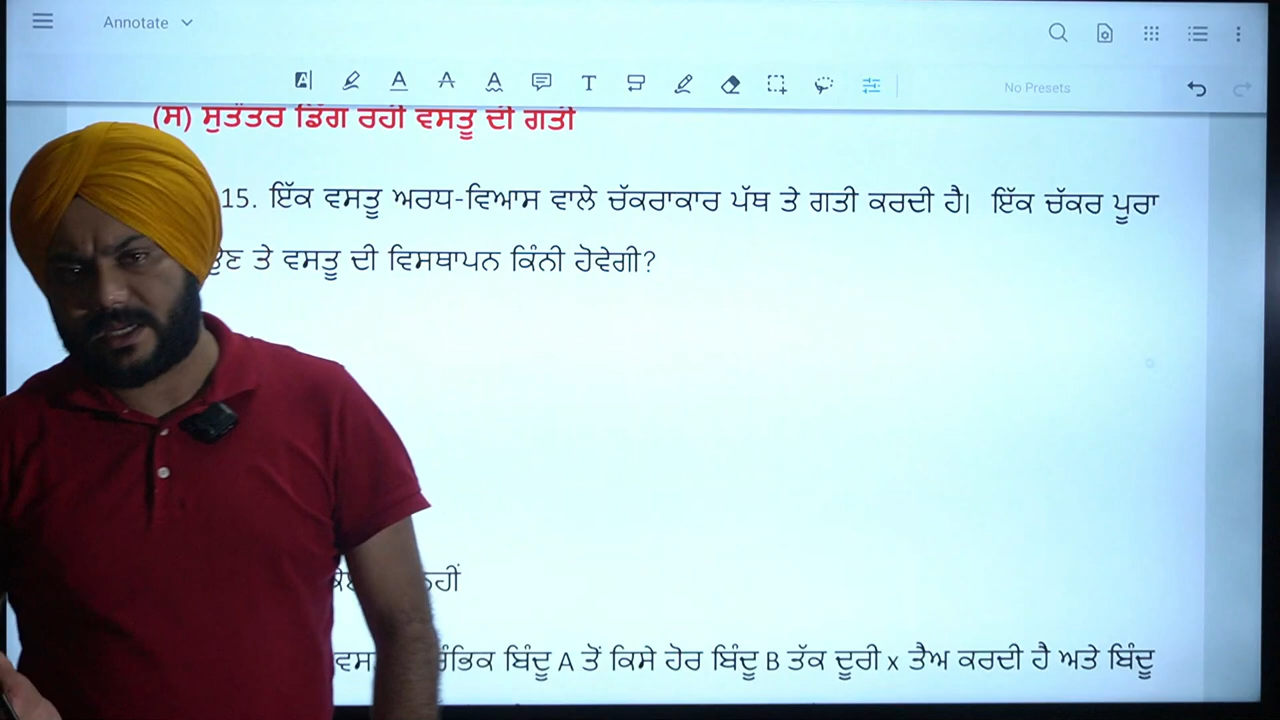 Annotate
No Presets
(ਸ) ਸੁਤੰਤਰ ਡਿੱਗ ਰਹੀ ਵਸਤੂ ਦੀ ਗਤੀ
15. ਇੱਕ ਵਸਤੂ ਅਰਧ-ਵਿਆਸ ਵਾਲੇ ਚੱਕਰਾਕਾਰ ਪੱਥ ਤੇ ਗਤੀ ਕਰਦੀ ਹੈ। ਇੱਕ ਚੱਕਰ ਪੂਰਾ
ਤੇ ਵਸਤੂ ਦੀ ਵਿਸਥਾਪਨ ਕਿੰਨੀ ਹੋਵੇਗੀ?
ਬਿੰਦੂ A ਤੋਂ ਕਿਸੇ ਹੋਰ ਬਿੰਦੂ B ਤੱਕ ਦੂਰੀ x ਤੈਅ ਕਰਦੀ ਹੈ ਅਤੇ ਬਿੰਦੂ